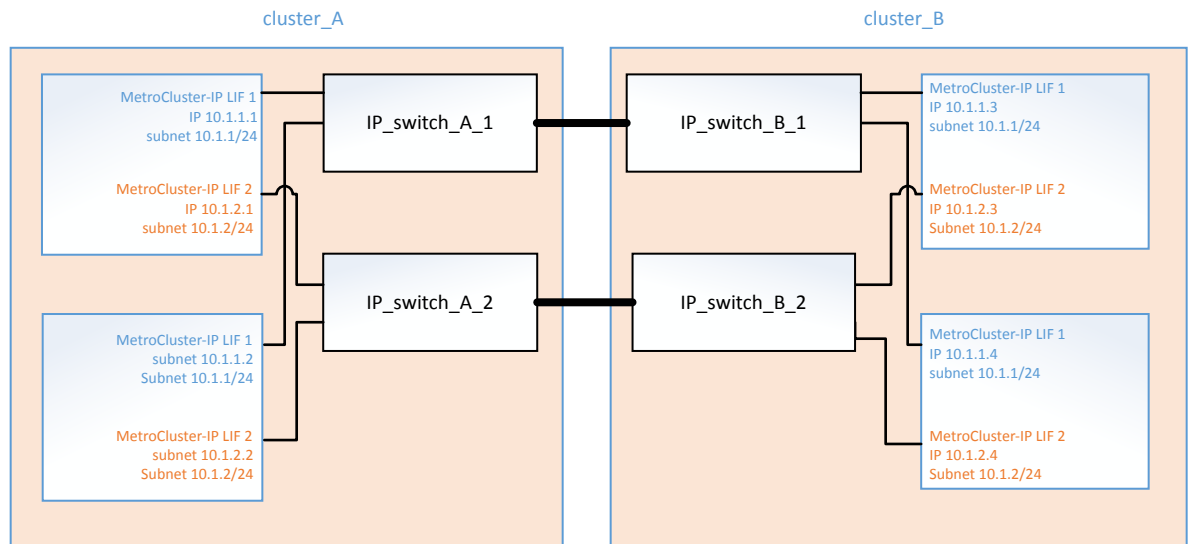 cluster_A
cluster_B
MetroCluster-IP LIF 1
IP 10.1.1.1
subnet 10.1.1/24
MetroCluster-IP LIF 2
IP 10.1.2.1
subnet 10.1.2/24
IP_switch_A_1
IP_switch_B_1
MetroCluster-IP LIF 1
IP 10.1.1.3
subnet 10.1.1/24
MetroCluster-IP LIF 2
IP 10.1.2.3
Subnet 10.1.2/24
IP_switch_A_2
IP_switch_B_2
MetroCluster-IP LIF 1
subnet 10.1.1.2
Subnet 10.1.1/24
MetroCluster-IP LIF 2
subnet 10.1.2.2
Subnet 10.1.2/24
MetroCluster-IP LIF 1
IP 10.1.1.4
subnet 10.1.1/24
MetroCluster-IP LIF 2
IP 10.1.2.4
Subnet 10.1.2/24